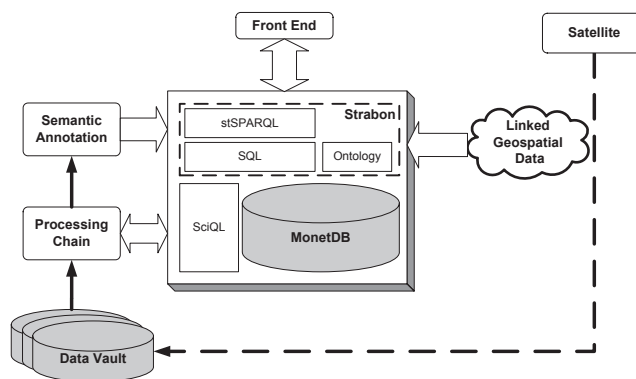 Front End
Satellite
Semantic
Annotation
stSPARQL
Strabon
SQL
Ontology
Linked
Geospatial
Data
Processing
Chain
SciQL
MonetDB
Data Vault